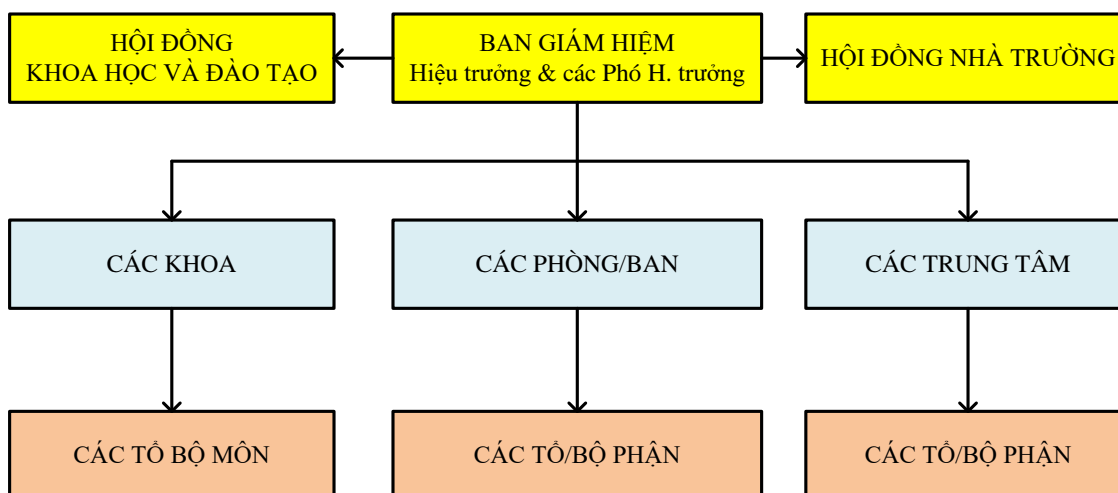 HỘI ĐỒNG
KHOA HỌC VÀ ĐÀO TẠO
BAN GIÁM HIỆM
Hiệu trưởng & các Phó H. trưởng
HỘI ĐỒNG NHÀ TRƯỜNG
CÁC KHOA
CÁC PHÒNG/BAN
CÁC TRUNG TÂM
CÁC TỔ BỘ MÔN
CÁC TỔ/BỘ PHẬN
CÁC TỔ/BỘ PHẬN